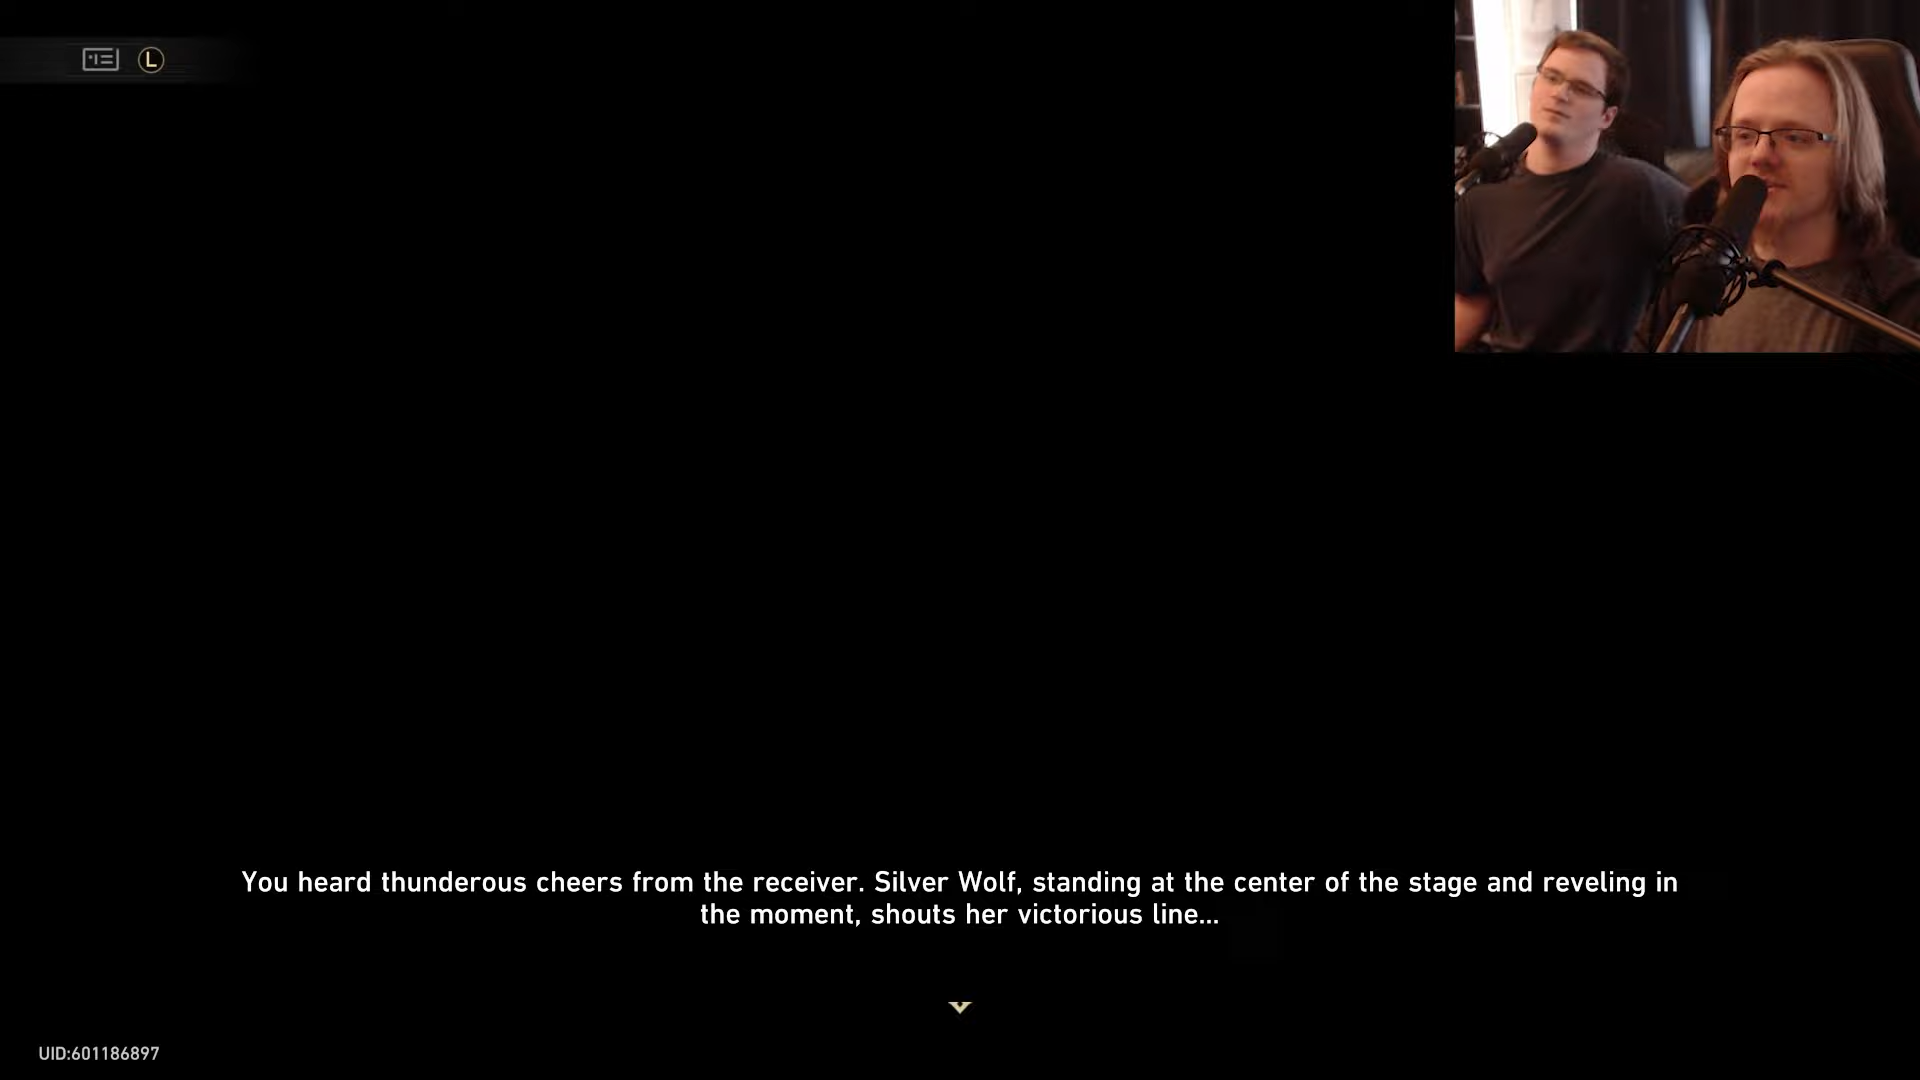 L
You heard thunderous cheers from the receiver. Silver Wolf, standing at the center of the stage and reveling in
the moment, shouts her victorious line...
UID:601186897